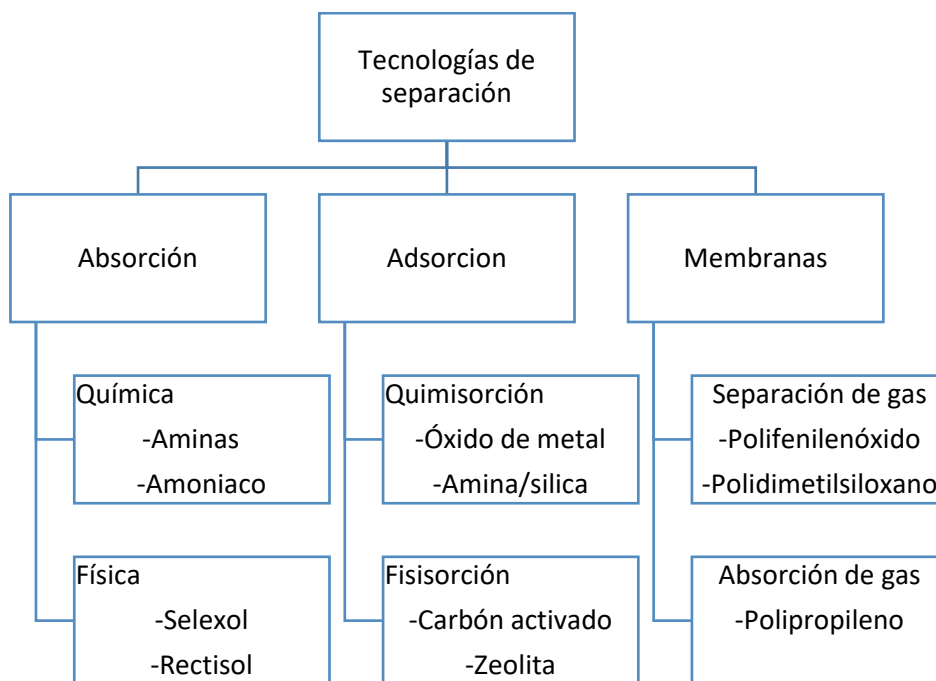 Tecnologías de
separación
Absorción
Adsorcion
Membranas
Química
-Aminas
-Amoniaco
Quimisorción
-Óxido de metal
-Amina/silica
Separación de gas
-Polifenilenóxido
-Polidimetilsiloxano
Física
-Selexol
-Rectisol
Fisisorción
-Carbón activado
-Zeolita
Absorción de gas
-Polipropileno